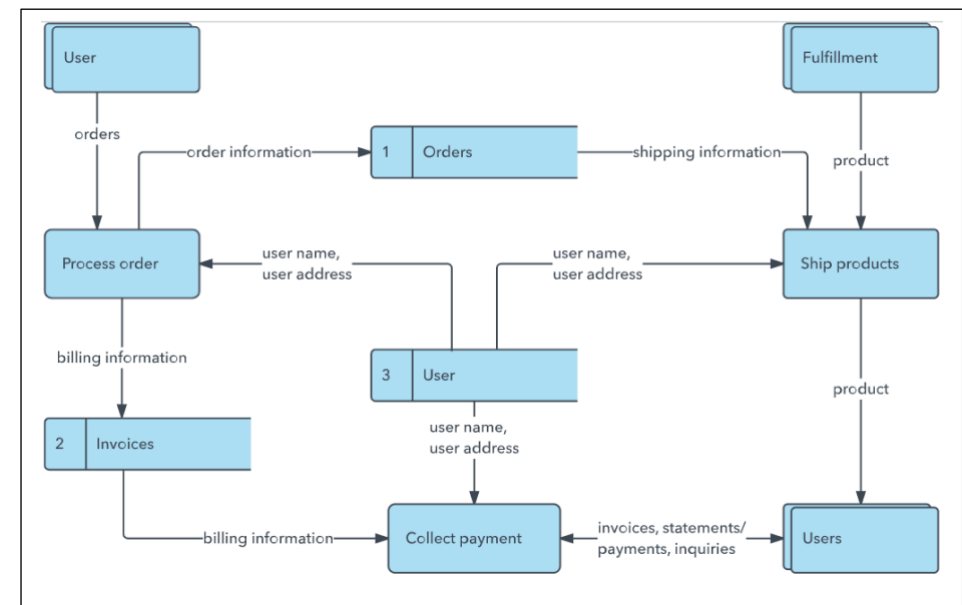 User
Fulfillment
orders
order information
1
Orders
shipping information
product
Process order
user name,
user address
user name,
user address
Ship products
billing information
3
User
product
2
Invoices
user name,
user address
billing information
Collect payment
invoices, statements/
payments, inquiries
Users